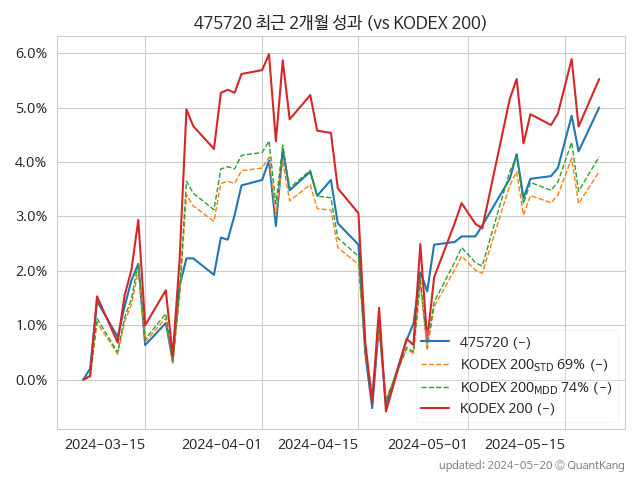 475720 최근 2개월 성과 (vs KODEX 200)
6.0%
5.0%
4.0%
3.0%
2.0%
1.0%
0.0%
475720 (-)
KODEX 200STD 69% (-)
KODEX 200MDD 74% (-)
KODEX 200 (-)
2024-03-15 2024-04-01 2024-04-15 2024-05-01 2024-05-15
updated: 2024-05-20 © QuantKang